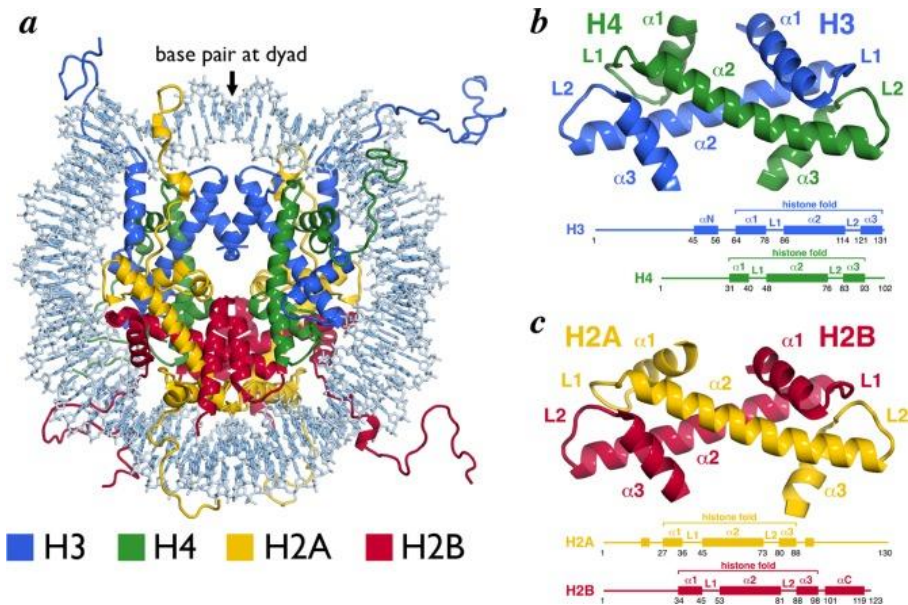 a
base pair at dyad
H3 H4 H2A H2B
b
H4 α1 α1 H3
L1 L1
α2
L2 L2
α2
α3 α3
histone fold
αN α1 L1 α2 L2 α3
H3
1 45 56 64 78 86 114 121 131
histone fold
α1 L1 α2 L2 α3
H4
1 31 40 48 76 83 93 102
c
H2A α1 α1 H2B
L1 L1
α2
L2 L2
α2
α3 α3
histone fold
α1 L1 α2 L2 α3
H2A
1 27 36 45 73 80 88 130
histone fold
α1 L1 α2 L2 α3 αC
H2B
1 34 45 53 81 88 98 101 119 123